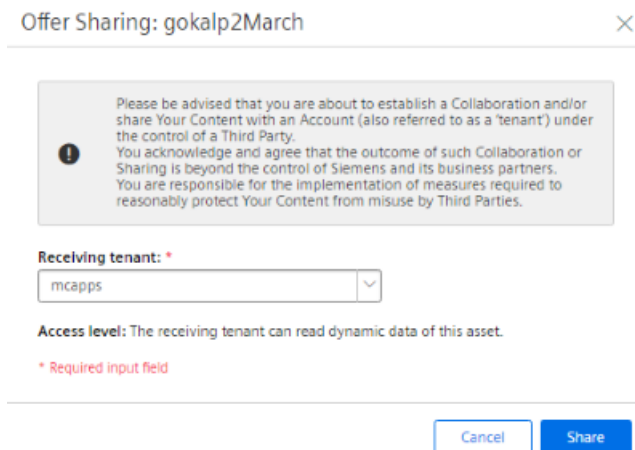 Offer Sharing: gokalp2March
Please be advised that you are about to establish a Collaboration and/or
share Your Content with an Account (also referred to as a 'tenant') under
the control of a Third Party.
You acknowledge and agree that the outcome of such Collaboration or
Sharing is beyond the control of Siemens and its business partners.
You are responsible for the implementation of measures required to
reasonably protect Your Content from misuse by Third Parties.
Receiving tenant: *
mcapps
Access level: The receiving tenant can read dynamic data of this asset.
* Required input field
Cancel
Share